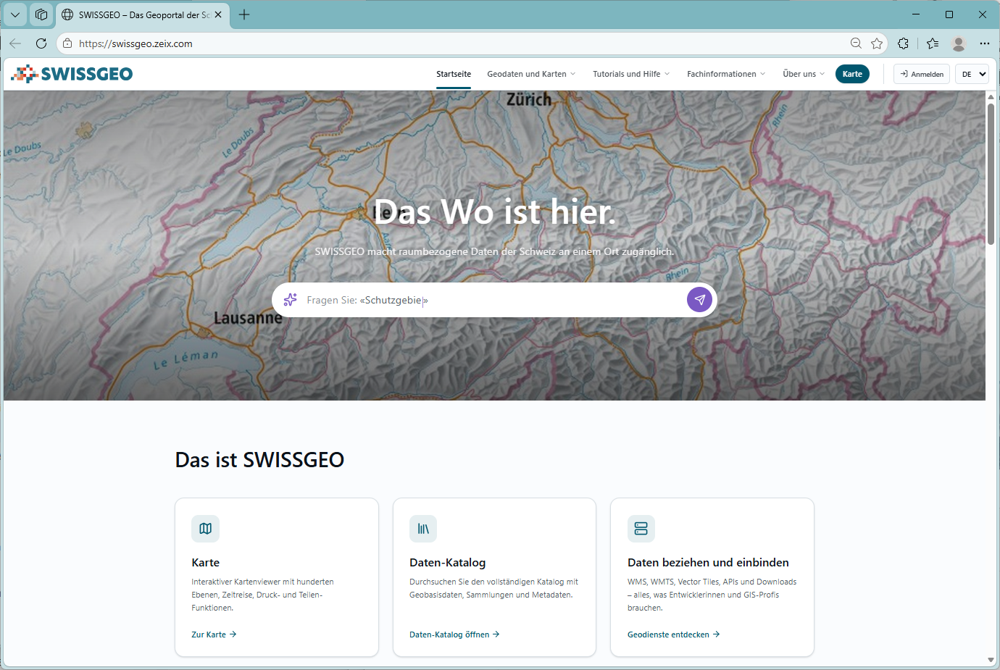 SWISSGEO – Das Geoportal der Sc
https://swissgeo.zeix.com
SWISSGEO
Startseite
Geodaten und Karten
Tutorials und Hilfe
Fachinformationen
Über uns
Karte
Anmelden
DE
Zürich
Rhein
Le Doubs
Le Doubs
Das Wo ist hier.
SWISSGEO macht raumbezogene Daten der Schweiz an einem Ort zugänglich.
Rhein
Fragen Sie: «Schutzgebie|»
Lausanne
Le Léman
Das ist SWISSGEO
Karte
Interaktiver Kartenviewer mit hunderten
Ebenen, Zeitreise, Druck- und Teilen-
Funktionen.
Zur Karte →
Daten-Katalog
Durchsuchen Sie den vollständigen Katalog mit
Geobasisdaten, Sammlungen und Metadaten.
Daten-Katalog öffnen →
Daten beziehen und einbinden
WMS, WMTS, Vector Tiles, APIs und Downloads
– alles, was Entwicklerinnen und GIS-Profis
brauchen.
Geodienste entdecken →